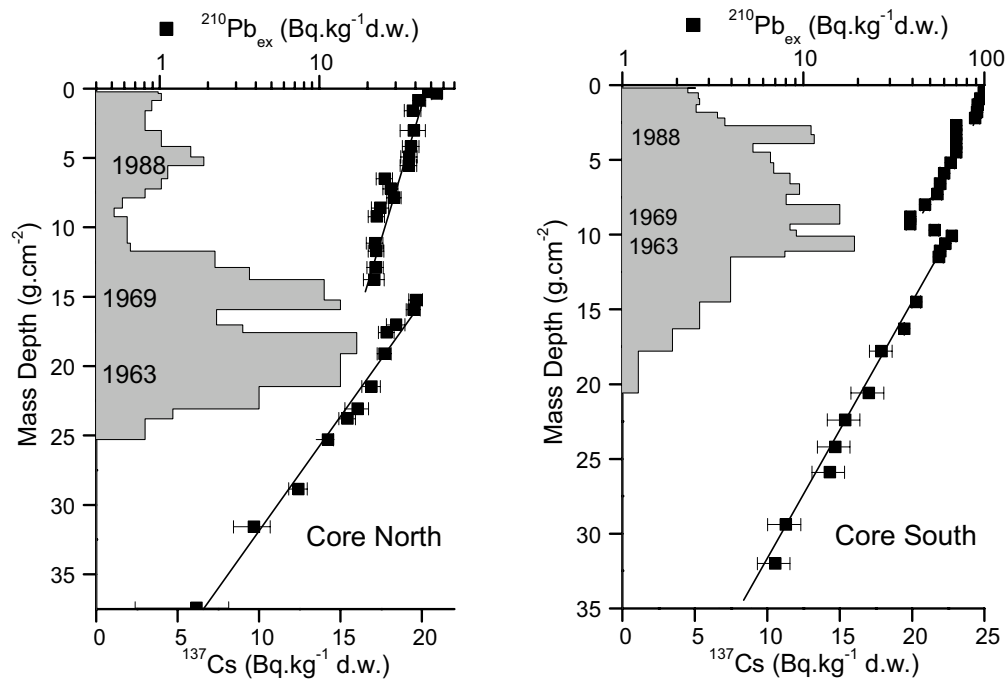 ■ ²¹⁰Pbₑₓ (Bq.kg⁻¹ d.w.)
1 10
0
5
10
15
20
25
30
35
Mass Depth (g.cm⁻²)
1988
1969
1963
Core North
0 5 10 15 20
¹³⁷Cs (Bq.kg⁻¹ d.w.)
■ ²¹⁰Pbₑₓ (Bq.kg⁻¹ d.w.)
1 10 100
0
5
10
15
20
25
30
35
Mass Depth (g.cm⁻²)
1988
1969
1963
Core South
0 5 10 15 20 25
¹³⁷Cs (Bq.kg⁻¹ d.w.)